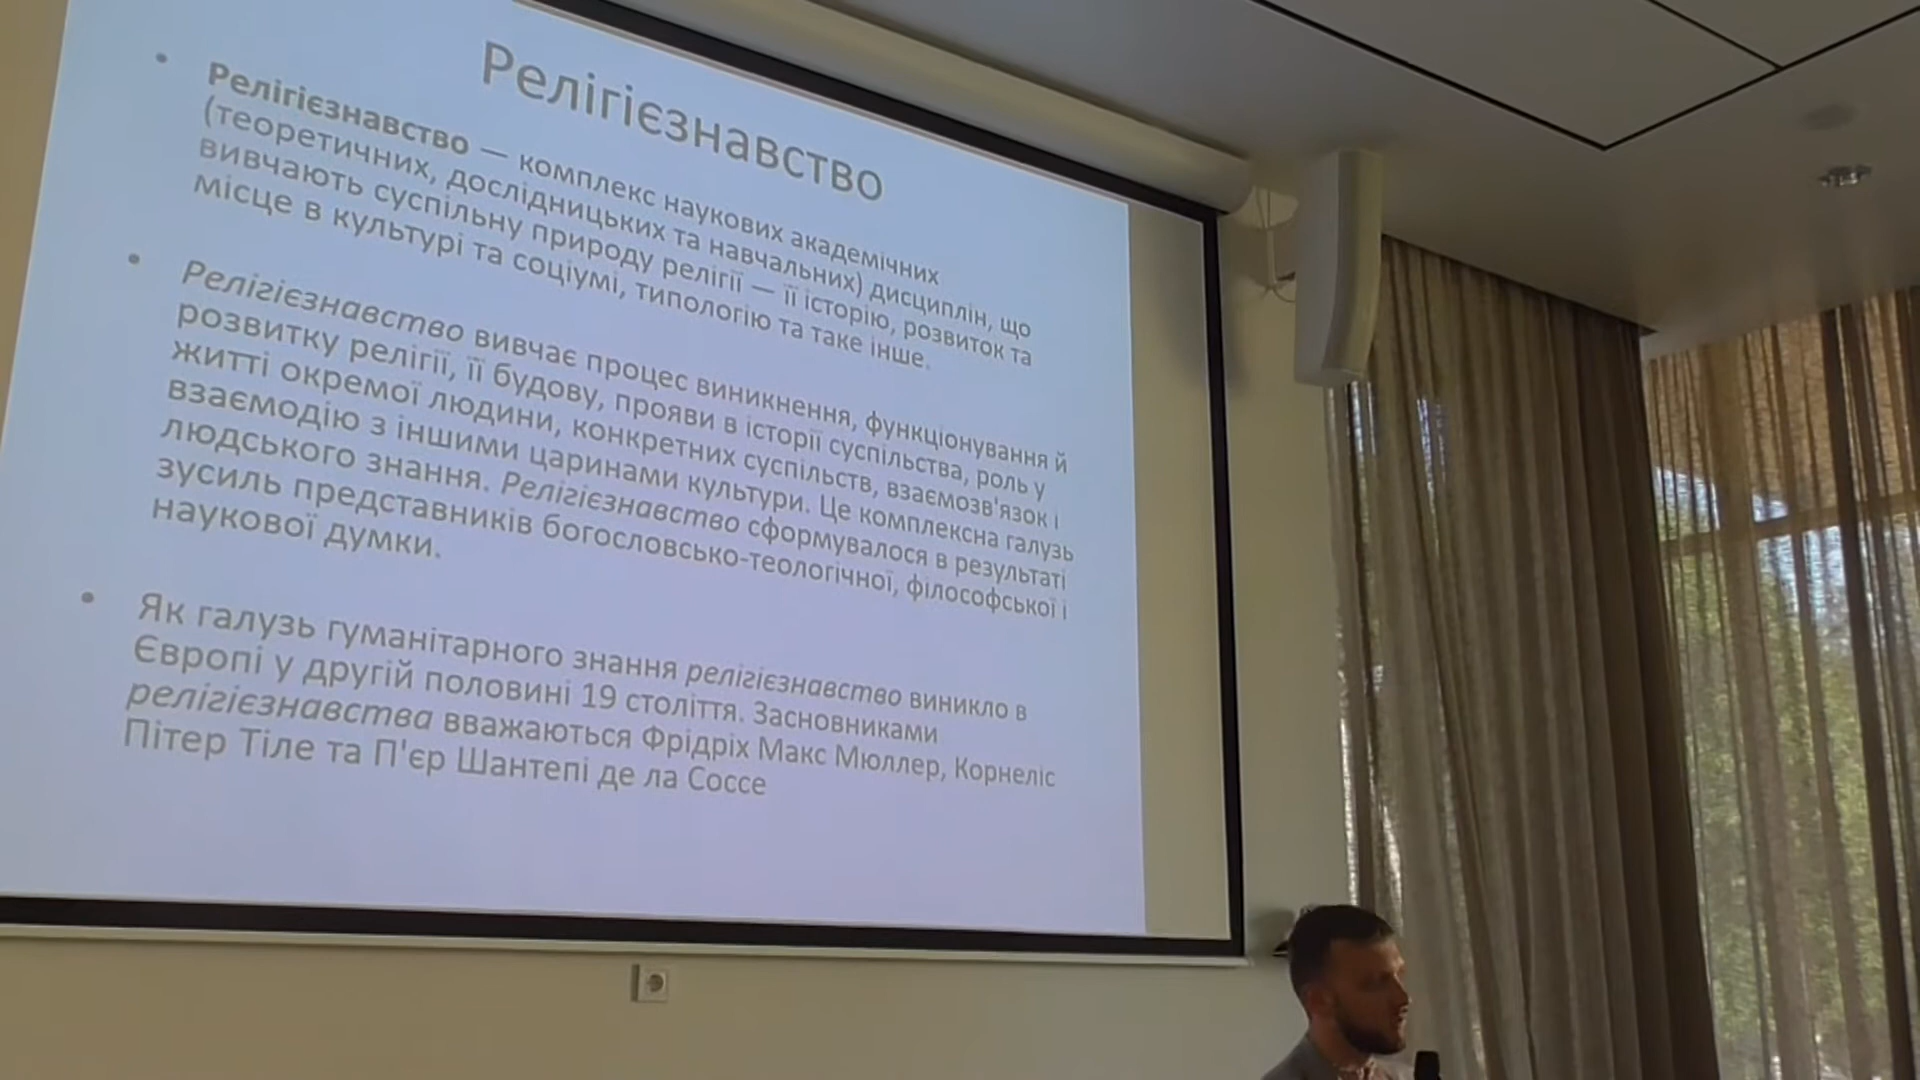 Релігієзнавство
Релігієзнавство — комплекс наукових академічних
(теоретичних, дослідницьких та навчальних) дисциплін, що
вивчають суспільну природу релігії — її історію, розвиток та
місце в культурі та соціумі, типологію та таке інше.
Релігієзнавство вивчає процес виникнення, функціонування й
розвитку релігії, її будову, прояви в історії суспільства, роль у
житті окремої людини, конкретних суспільств, взаємозв'язок і
взаємодію з іншими царинами культури. Це комплексна галузь
людського знання. Релігієзнавство сформувалося в результаті
зусиль представників богословсько-теологічної, філософської і
наукової думки.
Як галузь гуманітарного знання релігієзнавство виникло в
Європі у другій половині 19 століття. Засновниками
релігієзнавства вважаються Фрідріх Макс Мюллер, Корнеліс
Пітер Тіле та П'єр Шантепі де ла Соссе